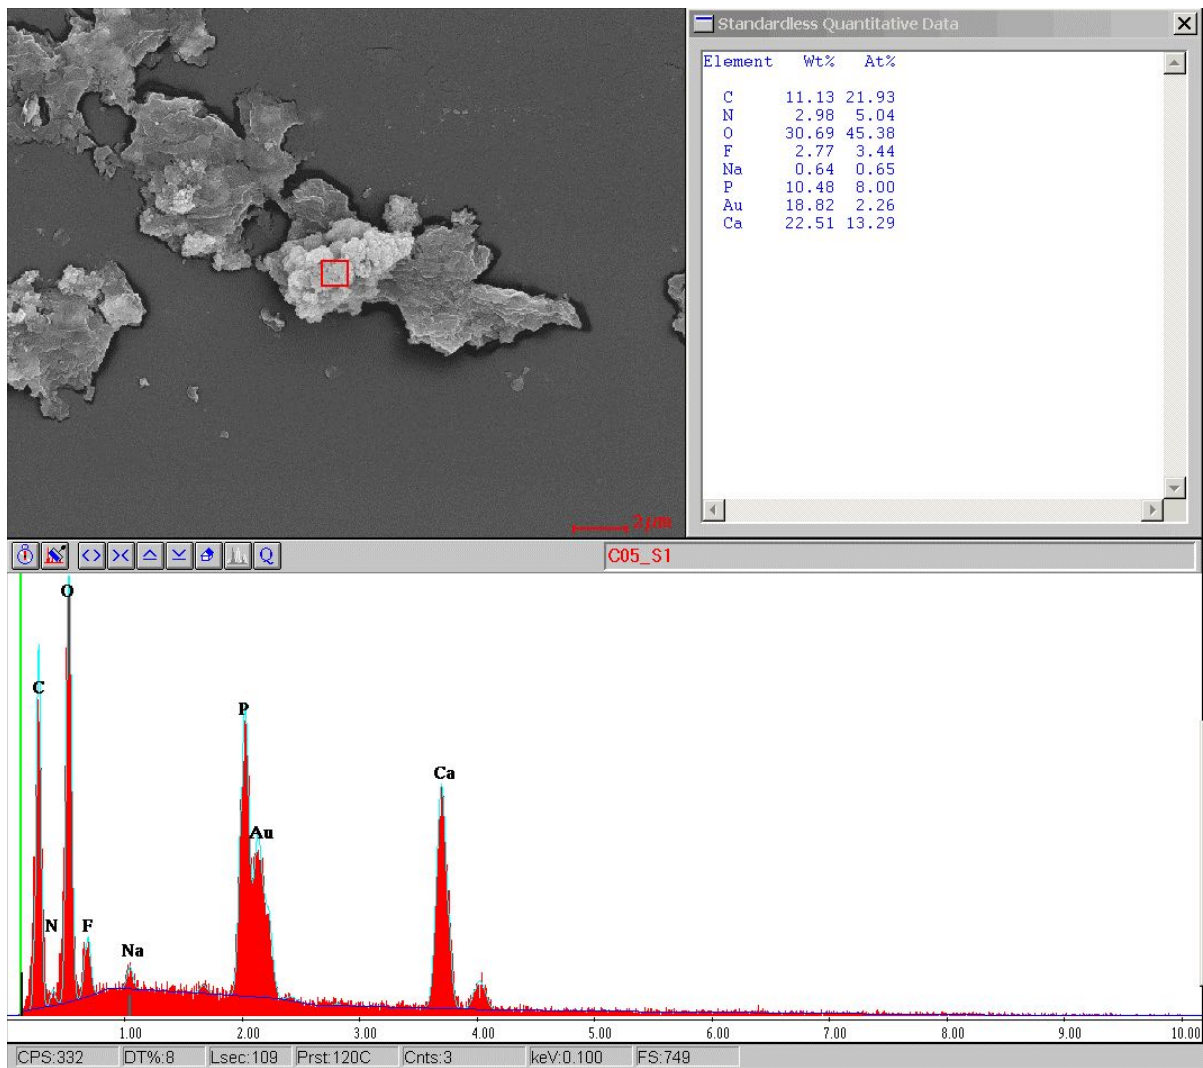 Standardless Quantitative Data
Element Wt% At%
C 11.13 21.93
N 2.98 5.04
O 30.69 45.38
F 2.77 3.44
Na 0.64 0.65
P 10.48 8.00
Au 18.82 2.26
Ca 22.51 13.29
2 µm
Q
C05_S1
O
C
P
Ca
Au
N
F
Na
1.00 2.00 3.00 4.00 5.00 6.00 7.00 8.00 9.00 10.00
CPS:332 DT%:8 Lsec:109 Prst:120C Cnts:3 keV:0.100 FS:749